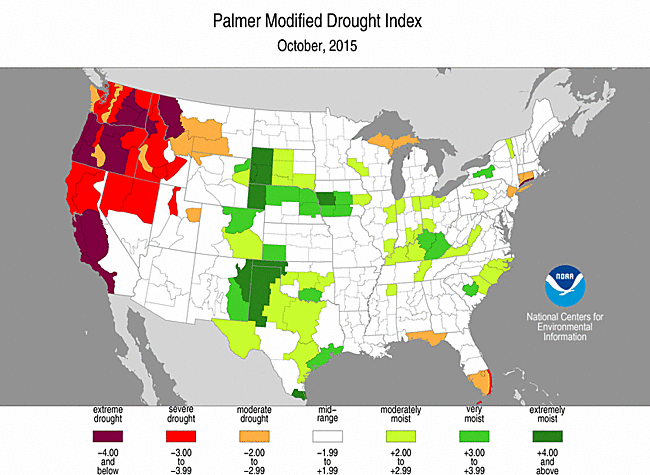 Palmer Modified Drought Index
October, 2015
NOAA
National Centers for
Environmental
Information
extreme
drought
severe
drought
moderate
drought
mid-
range
moderately
moist
very
moist
extremely
moist
-4.00
and
below
-3.00
to
-3.99
-2.00
to
-2.99
-1.99
to
+1.99
+2.00
to
+2.99
+3.00
to
+3.99
+4.00
and
above